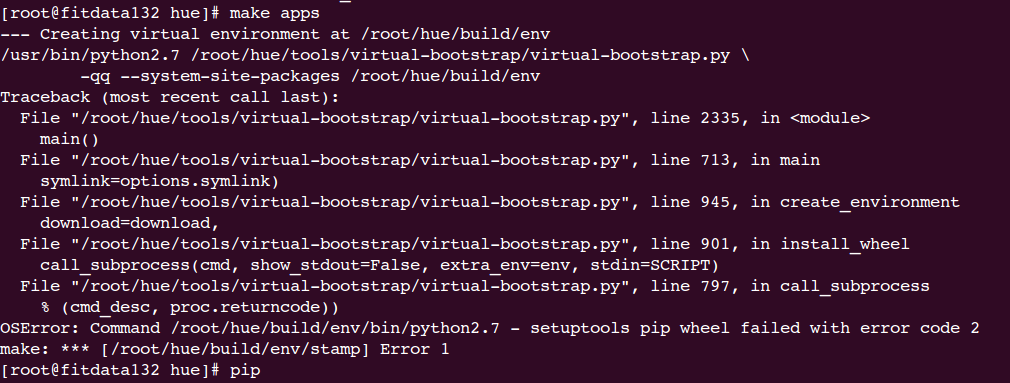 [root@fitdata132 hue]# make apps
--- Creating virtual environment at /root/hue/build/env
/usr/bin/python2.7 /root/hue/tools/virtual-bootstrap/virtual-bootstrap.py \
        -qq --system-site-packages /root/hue/build/env
Traceback (most recent call last):
  File "/root/hue/tools/virtual-bootstrap/virtual-bootstrap.py", line 2335, in <module>
    main()
  File "/root/hue/tools/virtual-bootstrap/virtual-bootstrap.py", line 713, in main
    symlink=options.symlink)
  File "/root/hue/tools/virtual-bootstrap/virtual-bootstrap.py", line 945, in create_environment
    download=download,
  File "/root/hue/tools/virtual-bootstrap/virtual-bootstrap.py", line 901, in install_wheel
    call_subprocess(cmd, show_stdout=False, extra_env=env, stdin=SCRIPT)
  File "/root/hue/tools/virtual-bootstrap/virtual-bootstrap.py", line 797, in call_subprocess
    % (cmd_desc, proc.returncode))
OSError: Command /root/hue/build/env/bin/python2.7 - setuptools pip wheel failed with error code 2
make: *** [/root/hue/build/env/stamp] Error 1
[root@fitdata132 hue]# pip